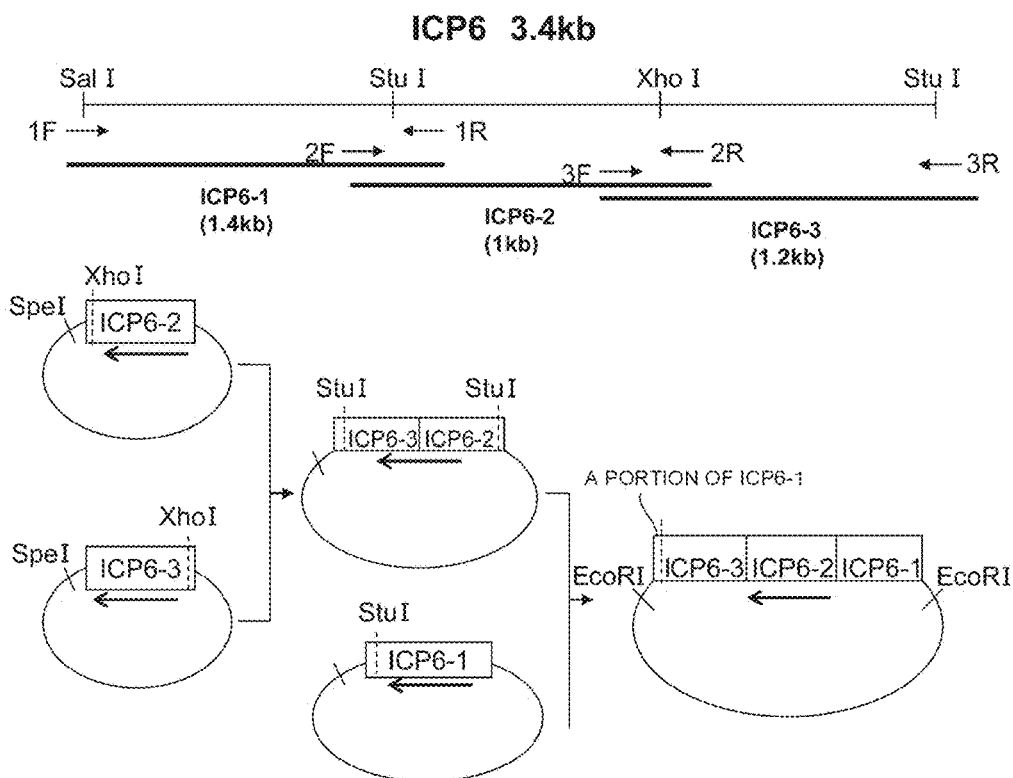 ICP6 3.4kb
Sal I Stu I Xho I Stu I
1F 1R
2F 2R
3F 3R
ICP6-1
(1.4kb)
ICP6-2
(1kb)
ICP6-3
(1.2kb)
XhoI
SpeI
ICP6-2
XhoI
SpeI
ICP6-3
StuI StuI
ICP6-3 ICP6-2
StuI
ICP6-1
A PORTION OF ICP6-1
EcoRI ICP6-3 ICP6-2 ICP6-1 EcoRI